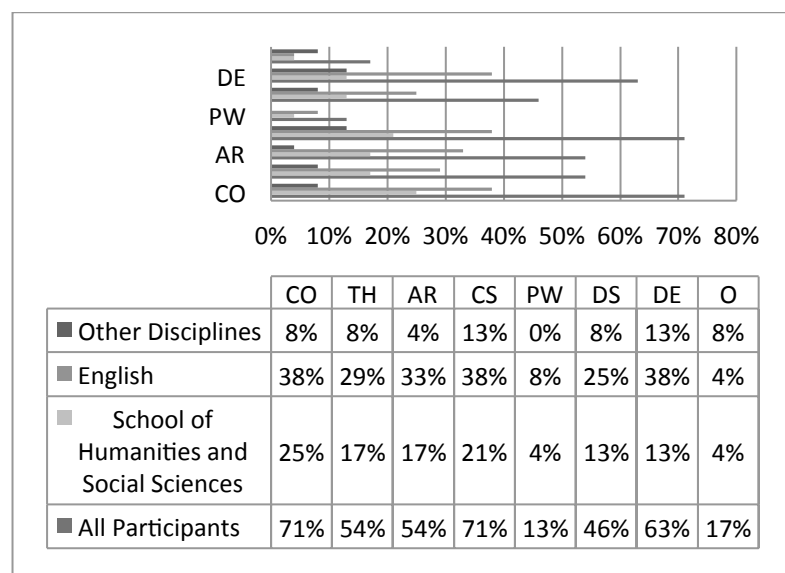 DE
PW
AR
CO
0% 10% 20% 30% 40% 50% 60% 70% 80%
CO TH AR CS PW DS DE O
Other Disciplines 8% 8% 4% 13% 0% 8% 13% 8%
English 38% 29% 33% 38% 8% 25% 38% 4%
School of
Humanities and
Social Sciences
25% 17% 17% 21% 4% 13% 13% 4%
All Participants 71% 54% 54% 71% 13% 46% 63% 17%